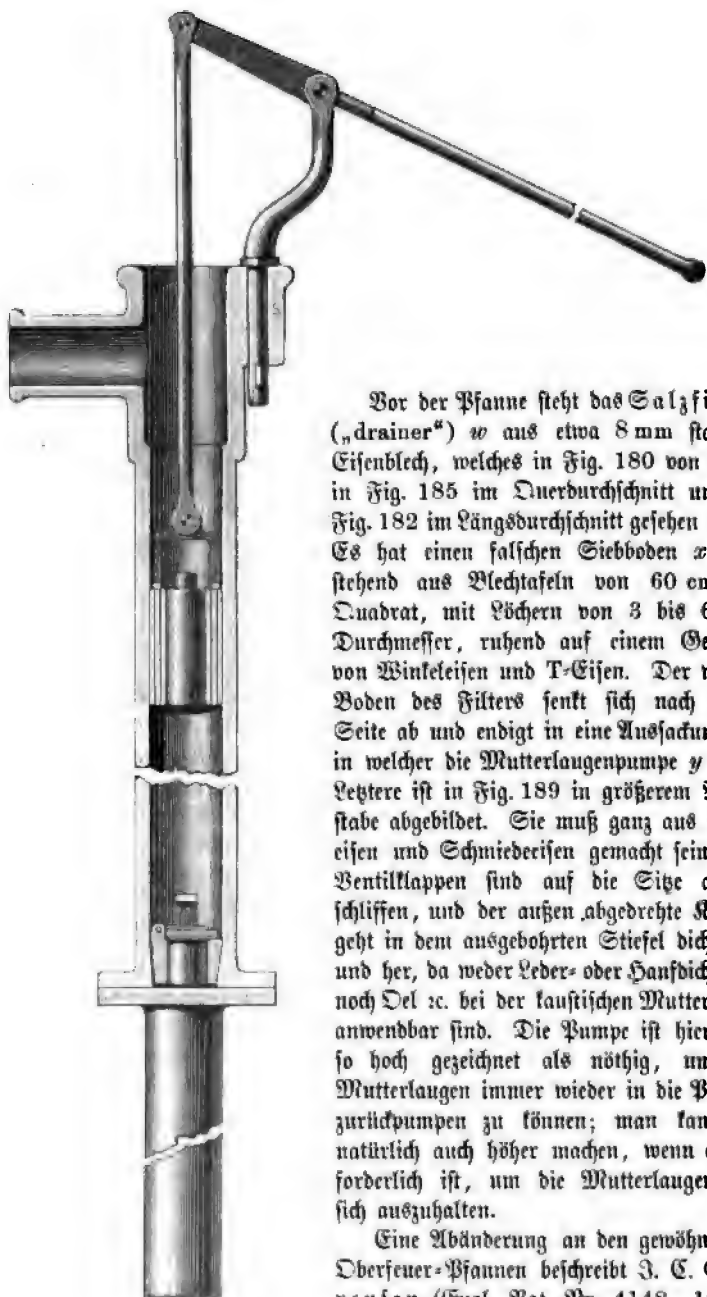 Vor der Pfanne steht das Salzfi
(„drainer“) w aus etwa 8 mm sta
Eisenblech, welches in Fig. 180 von
in Fig. 185 im Querdurchschnitt un
Fig. 182 im Längsdurchschnitt gesehen
Es hat einen falschen Siebboden x
stehend aus Blechtafeln von 60 cm
Quadrat, mit Löchern von 3 bis 6
Durchmesser, ruhend auf einem Ge
von Winkeleisen und T-Eisen. Der w
Boden des Filters senkt sich nach
Seite ab und endigt in eine Aussackun
in welcher die Mutterlaugenpumpe y
Letztere ist in Fig. 189 in größerem
stabe abgebildet. Sie muß ganz aus
eisen und Schmiedeeisen gemacht sein
Ventilklappen sind auf die Sitze
schliffen, und der außen abgedrehte K
geht in dem ausgebohrten Stiefel dich
und her, da weder Leder- oder Hanfdich
noch Oel ꝛc. bei der kaustischen Mutter
anwendbar sind. Die Pumpe ist hier
so hoch gezeichnet als nöthig, um
Mutterlaugen immer wieder in die P
zurückpumpen zu können; man kan
natürlich auch höher machen, wenn
forderlich ist, um die Mutterlaugen
sich auszuhalten.
Eine Abänderung an den gewöhn
Oberfeuer-Pfannen beschreibt J. C.